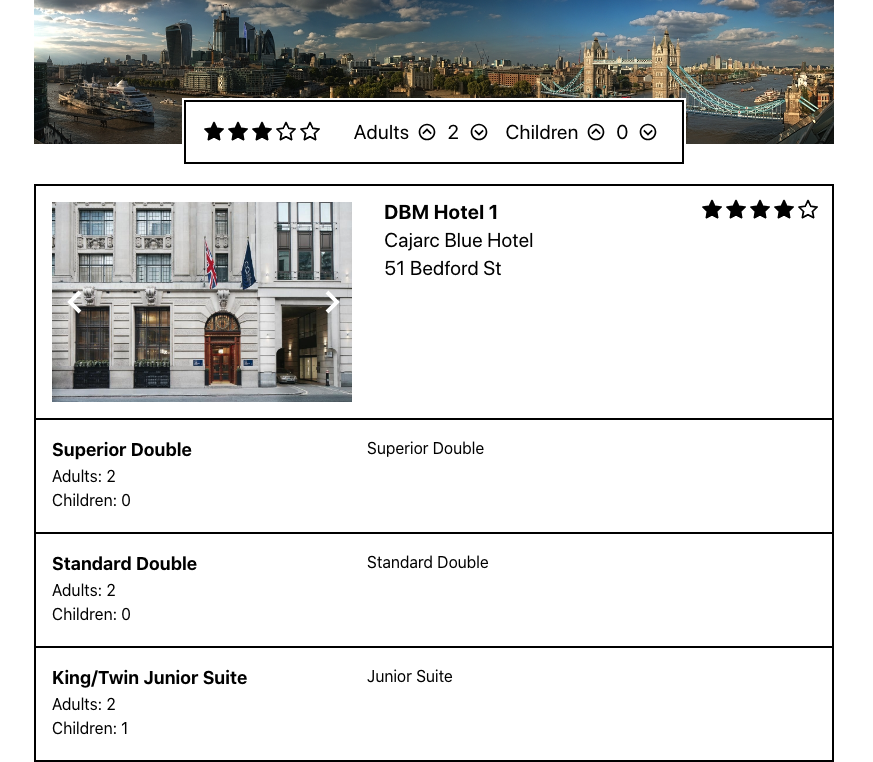 Adults 2 Children 0
DBM Hotel 1
Cajarc Blue Hotel
51 Bedford St
Superior Double
Adults: 2
Children: 0
Superior Double
Standard Double
Adults: 2
Children: 0
Standard Double
King/Twin Junior Suite
Adults: 2
Children: 1
Junior Suite